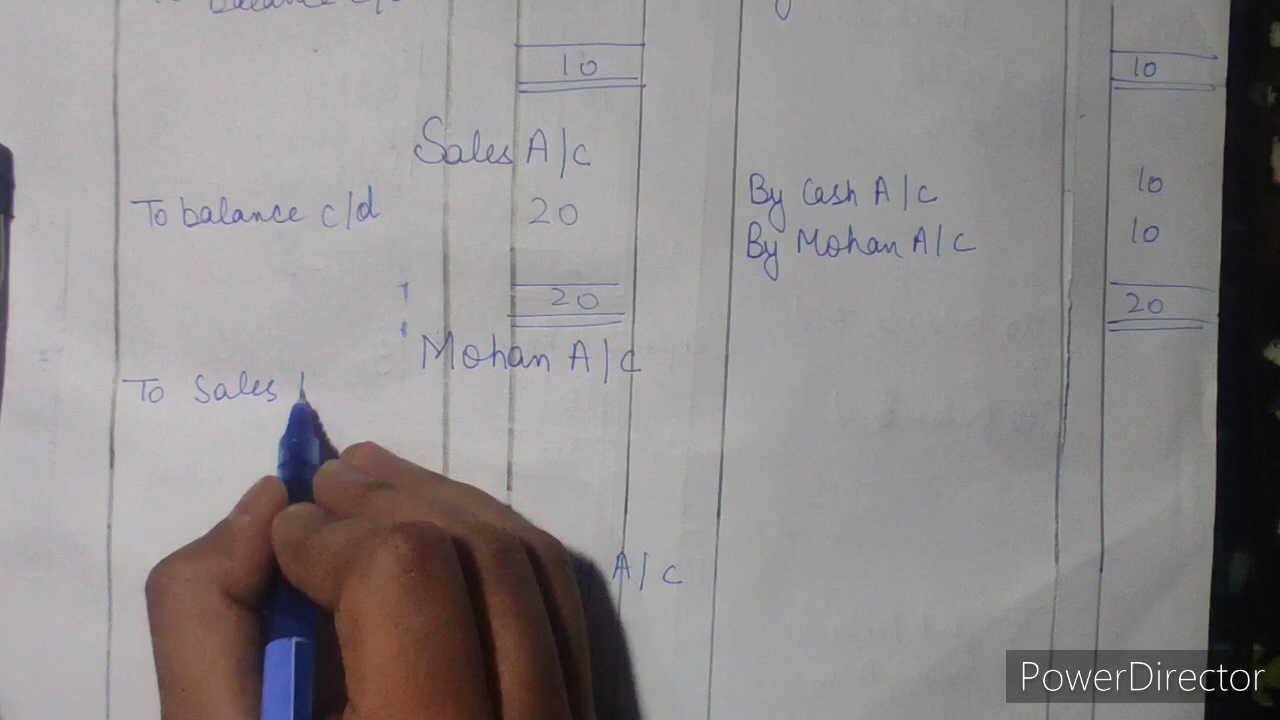 10 10
Sales A/c
To balance c/d 20 By Cash A/c 10
By Mohan A/C 10
20 20
Mohan A/c
To Sales
A/c
PowerDirector